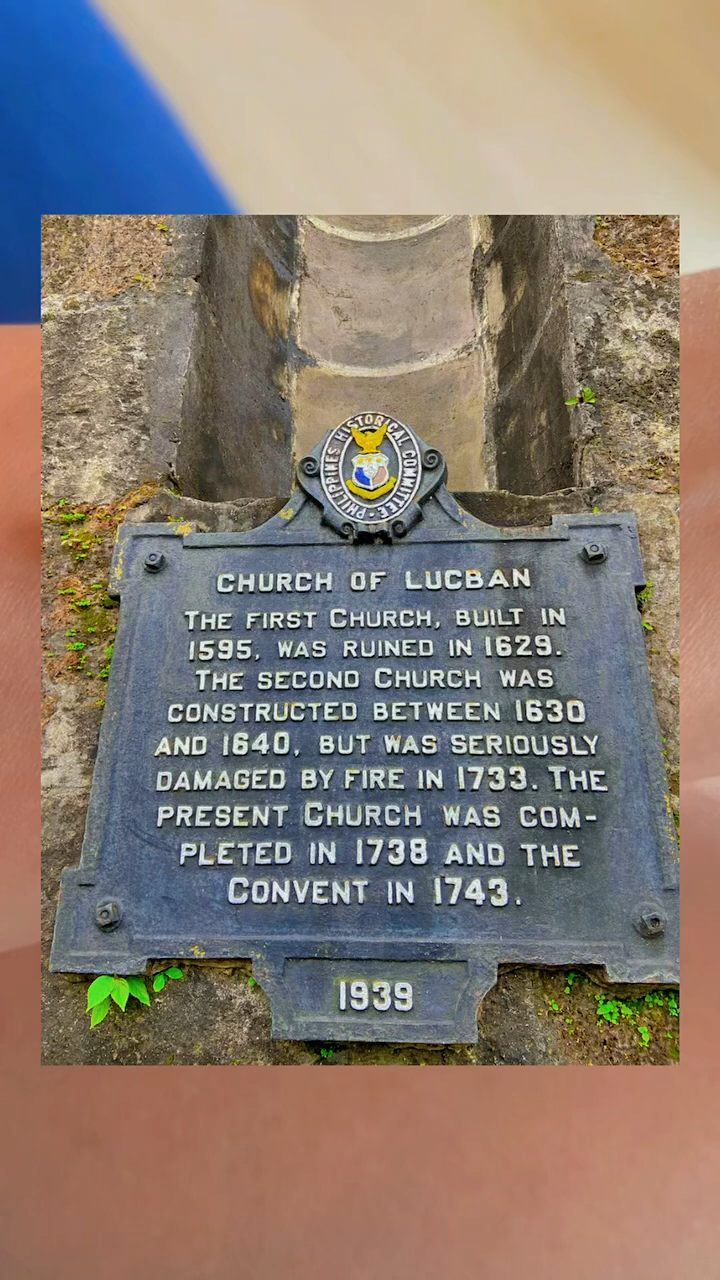 PHILIPPINES HISTORICAL COMMITTEE
CHURCH OF LUCBAN
THE FIRST CHURCH, BUILT IN
1595, WAS RUINED IN 1629.
THE SECOND CHURCH WAS
CONSTRUCTED BETWEEN 1630
AND 1640, BUT WAS SERIOUSLY
DAMAGED BY FIRE IN 1733. THE
PRESENT CHURCH WAS COM-
PLETED IN 1738 AND THE
CONVENT IN 1743.
1939